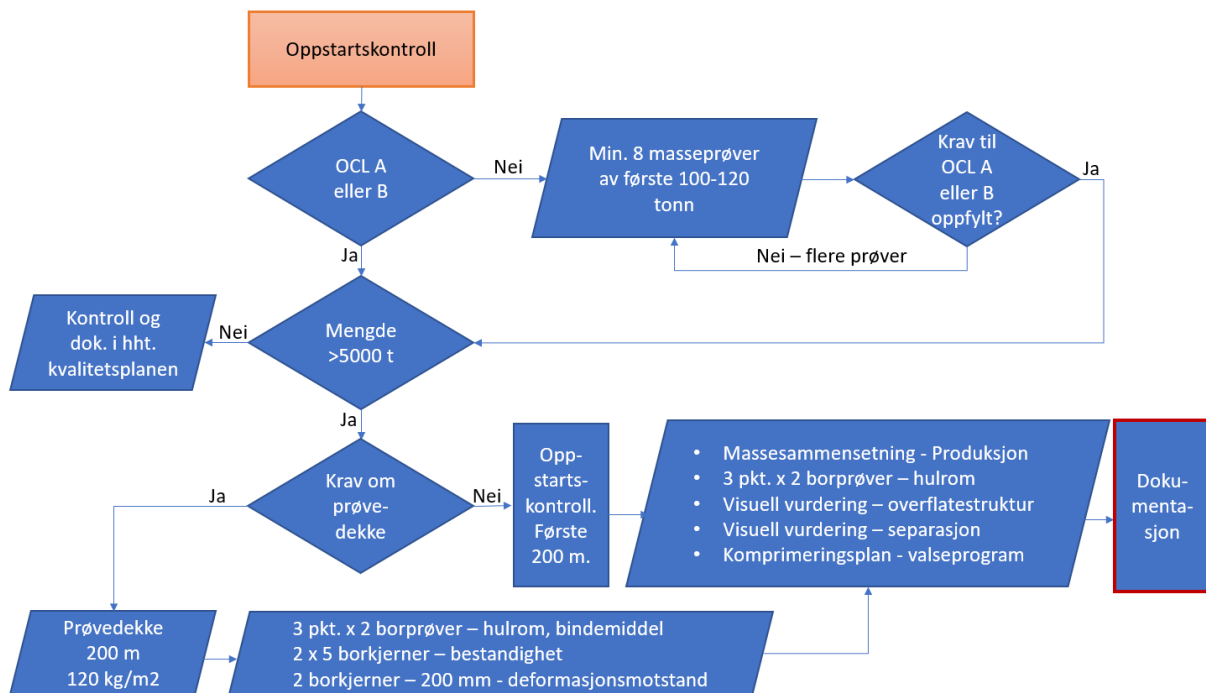 Oppstartskontroll
OCL A
eller B
Nei
Min. 8 masseprøver
av første 100-120
tonn
Krav til
OCL A
eller B
oppfylt?
Ja
Nei – flere prøver
Ja
Mengde
>5000 t
Nei
Kontroll og
dok. i hht.
kvalitetsplanen
Ja
Krav om
prøve-
dekke
Ja
Nei
Opp-
starts-
kontroll.
Første
200 m.
• Massesammensetning - Produksjon
• 3 pkt. x 2 borprøver – hulrom
• Visuell vurdering – overflatestruktur
• Visuell vurdering – separasjon
• Komprimeringsplan - valseprogram
Doku-
menta-
sjon
Prøvedekke
200 m
120 kg/m2
3 pkt. x 2 borprøver – hulrom, bindemiddel
2 x 5 borkjerner – bestandighet
2 borkjerner – 200 mm - deformasjonsmotstand